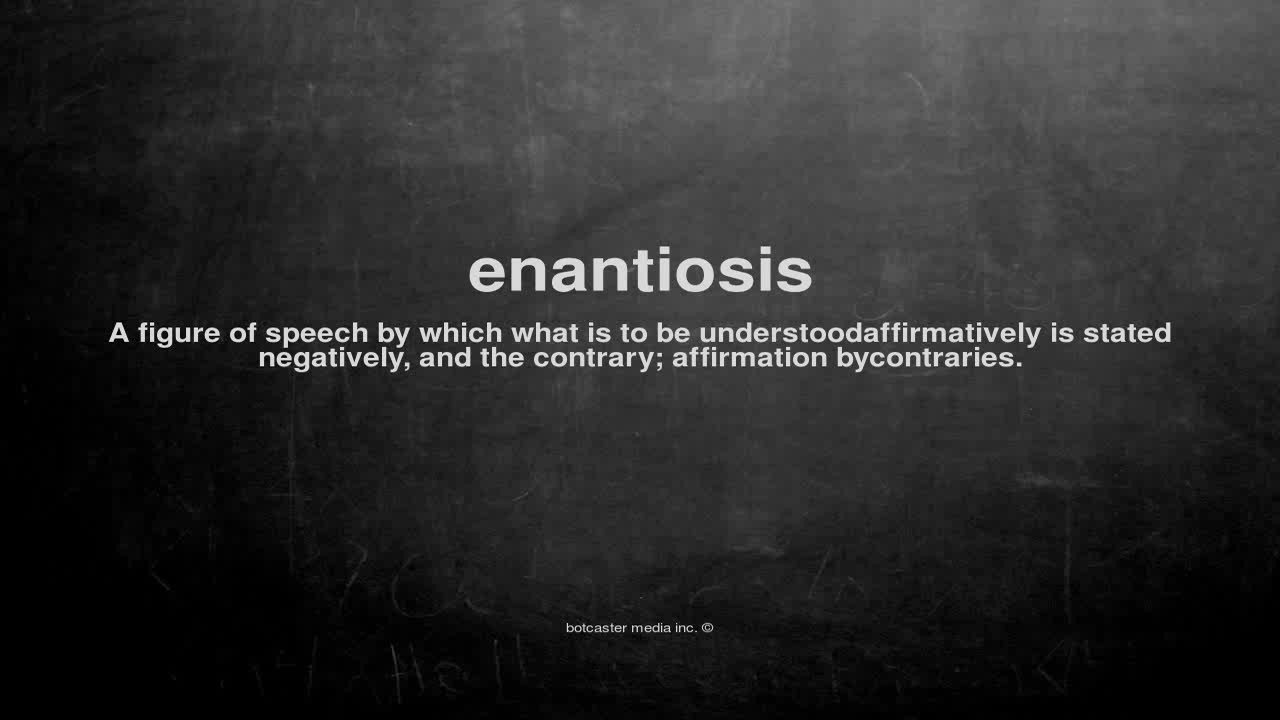 enantiosis
A figure of speech by which what is to be understoodaffirmatively is stated
negatively, and the contrary; affirmation bycontraries.
botcaster media inc. ©